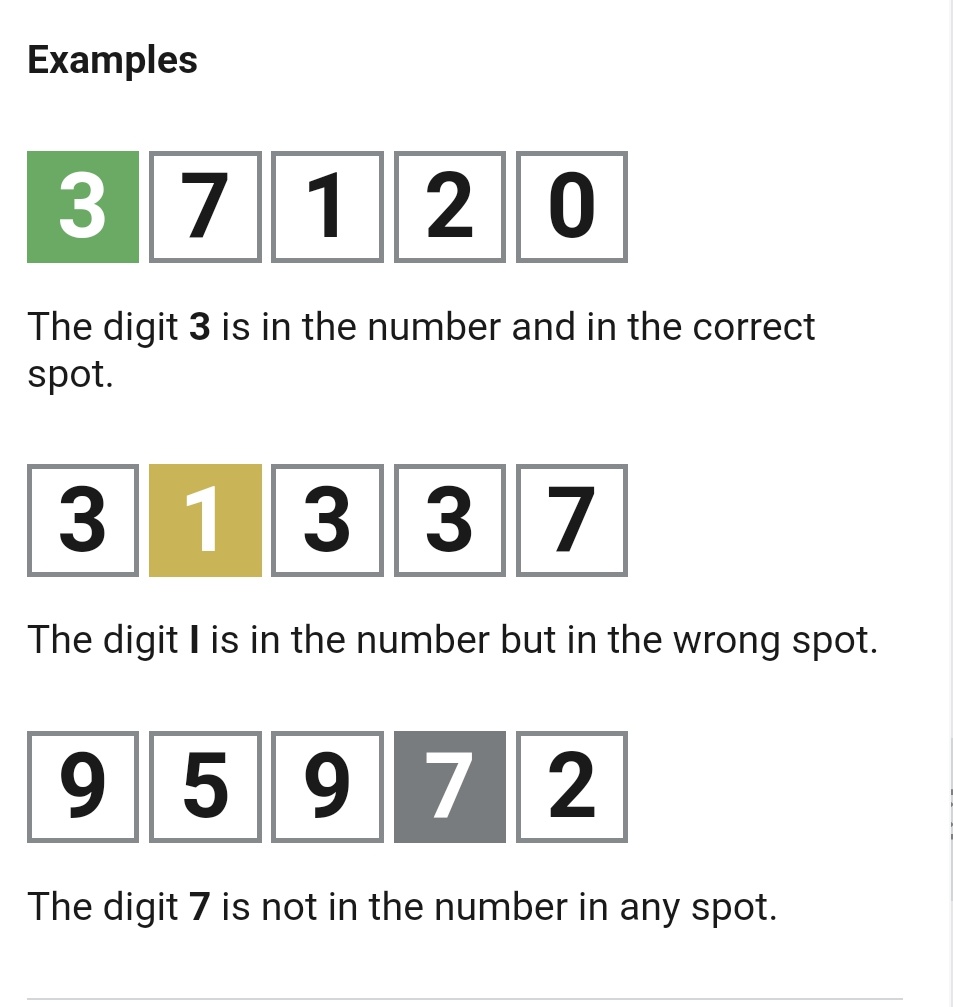 Examples
3 7 1 2 0
The digit 3 is in the number and in the correct
spot.
3 1 3 3 7
The digit I is in the number but in the wrong spot.
9 5 9 7 2
The digit 7 is not in the number in any spot.